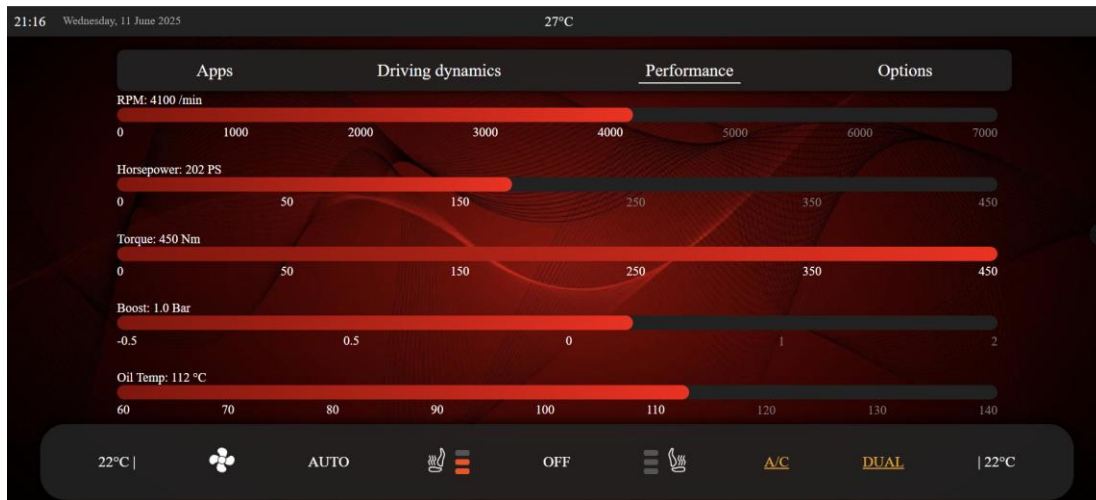 21:16 Wednesday, 11 June 2025 27°C
Apps Driving dynamics Performance Options
RPM: 4100 /min
0 1000 2000 3000 4000 5000 6000 7000
Horsepower: 202 PS
0 50 150 250 350 450
Torque: 450 Nm
0 50 150 250 350 450
Boost: 1.0 Bar
-0.5 0.5 0 1 2
Oil Temp: 112 °C
60 70 80 90 100 110 120 130 140
22°C | AUTO OFF A/C DUAL | 22°C